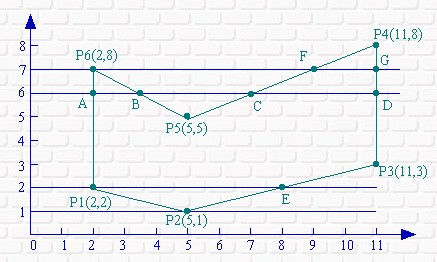 P4(11,8)
8
P6(2,8)
F
G
7
6
A
B
C
D
5
P5(5,5)
4
3
P3(11,3)
2
P1(2,2)
E
1
P2(5,1)
0 1 2 3 4 5 6 7 8 9 10 11